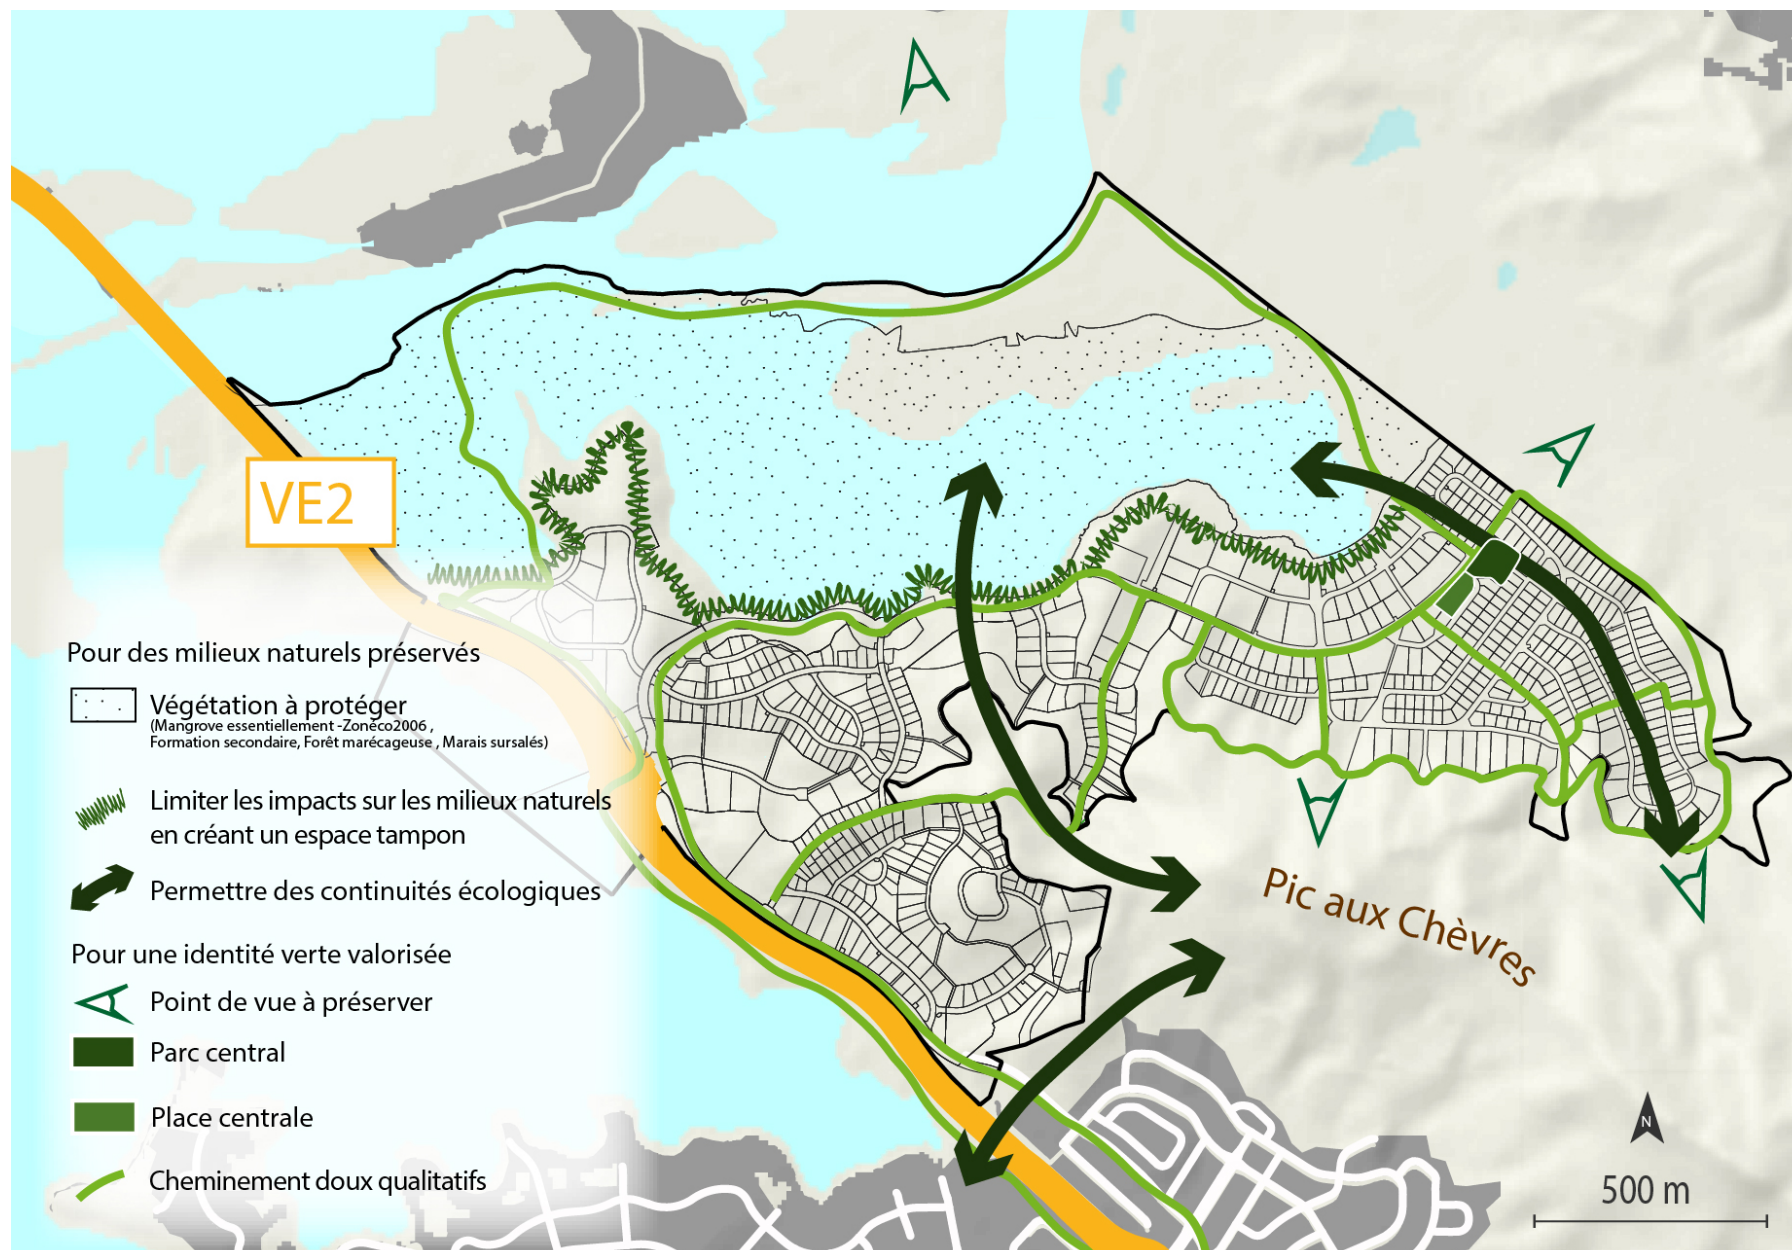 VE2
Pour des milieux naturels préservés
Végétation à protéger
(Mangrove essentiellement -Zonéco2006 ,
Formation secondaire, Forêt marécageuse , Marais sursalés)
Limiter les impacts sur les milieux naturels
en créant un espace tampon
Permettre des continuités écologiques
Pour une identité verte valorisée
Point de vue à préserver
Parc central
Place centrale
Cheminement doux qualitatifs
Pic aux Chèvres
N
500 m